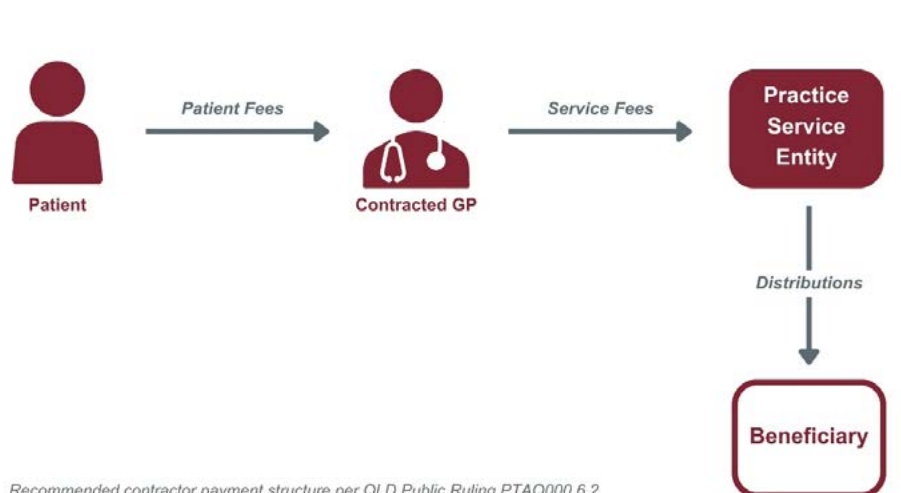 Patient Fees
Service Fees
Practice
Service
Entity
Patient
Contracted GP
Distributions
Beneficiary
Recommended contractor payment structure per QLD Public Ruling PTAQ000.6.2